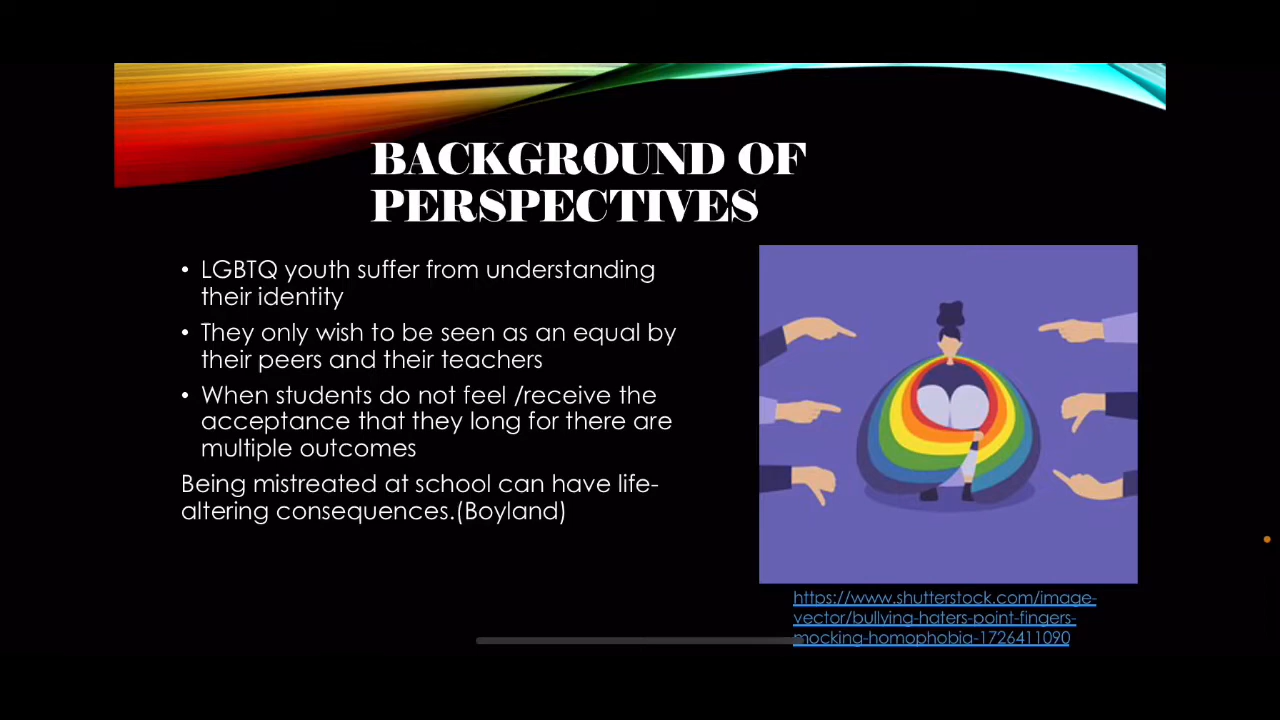 BACKGROUND OF
PERSPECTIVES
• LGBTQ youth suffer from understanding
their identity
• They only wish to be seen as an equal by
their peers and their teachers
• When students do not feel /receive the
acceptance that they long for there are
multiple outcomes
Being mistreated at school can have life-
altering consequences.(Boyland)
https://www.shutterstock.com/image-
vector/bullying-haters-point-fingers-
mocking-homophobia-1726411090